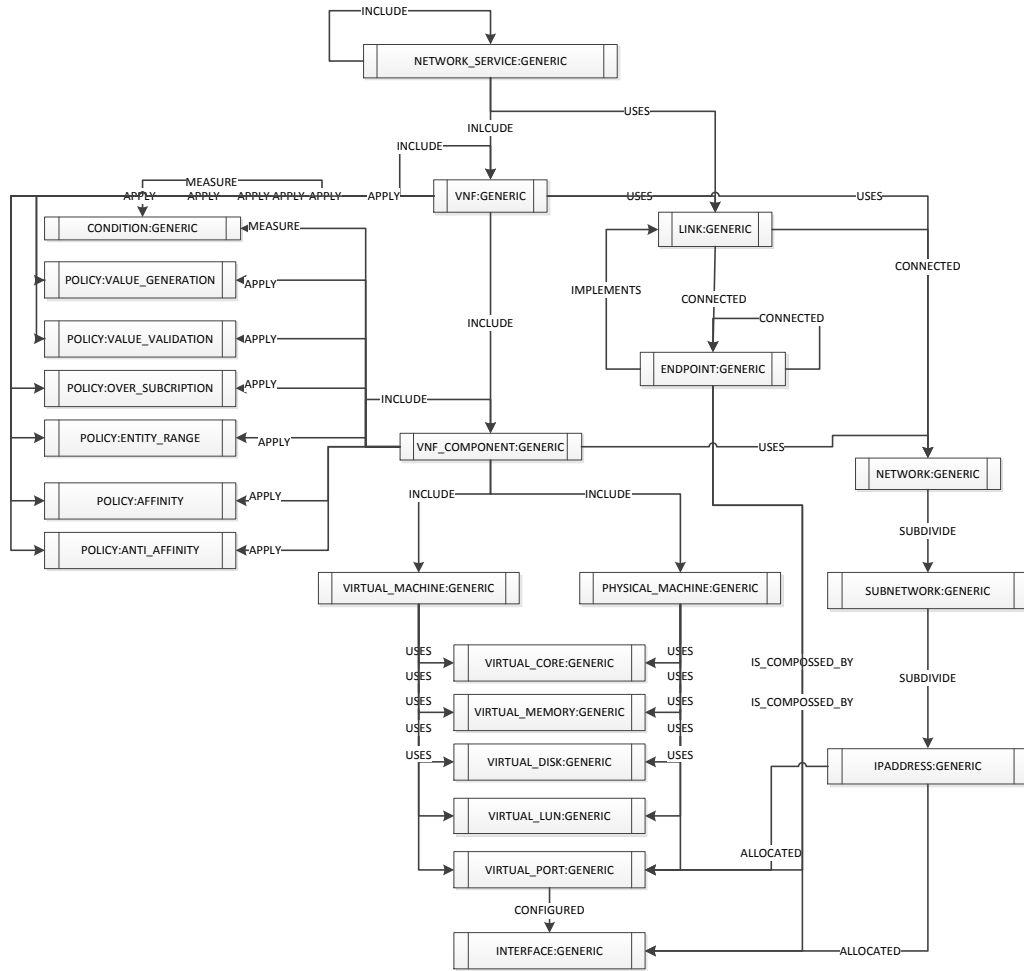 INCLUDE
NETWORK_SERVICE:GENERIC
USES
INLCUDE
INCLUDE
MEASURE
APPLY APPLY APPLY APPLY APPLY APPLY
VNF:GENERIC
USES
USES
CONDITION:GENERIC
MEASURE
LINK:GENERIC
CONNECTED
POLICY:VALUE_GENERATION
APPLY
IMPLEMENTS
CONNECTED
CONNECTED
INCLUDE
POLICY:VALUE_VALIDATION
APPLY
ENDPOINT:GENERIC
POLICY:OVER_SUBCRIPTION
APPLY
INCLUDE
POLICY:ENTITY_RANGE
APPLY
VNF_COMPONENT:GENERIC
USES
NETWORK:GENERIC
POLICY:AFFINITY
APPLY
INCLUDE
INCLUDE
SUBDIVIDE
POLICY:ANTI_AFFINITY
APPLY
VIRTUAL_MACHINE:GENERIC
PHYSICAL_MACHINE:GENERIC
SUBNETWORK:GENERIC
USES
VIRTUAL_CORE:GENERIC
USES
IS_COMPOSSED_BY
USES
USES
SUBDIVIDE
USES
VIRTUAL_MEMORY:GENERIC
USES
IS_COMPOSSED_BY
USES
USES
USES
VIRTUAL_DISK:GENERIC
USES
IPADDRESS:GENERIC
VIRTUAL_LUN:GENERIC
ALLOCATED
VIRTUAL_PORT:GENERIC
CONFIGURED
INTERFACE:GENERIC
ALLOCATED